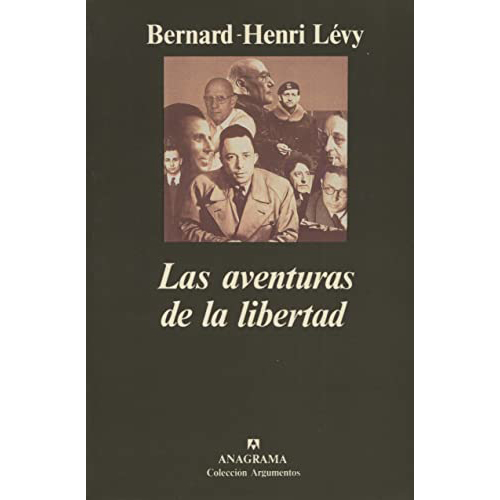 Bernard-Henri Lévy
Las aventuras
de la libertad
ANAGRAMA
Colección Argumentos